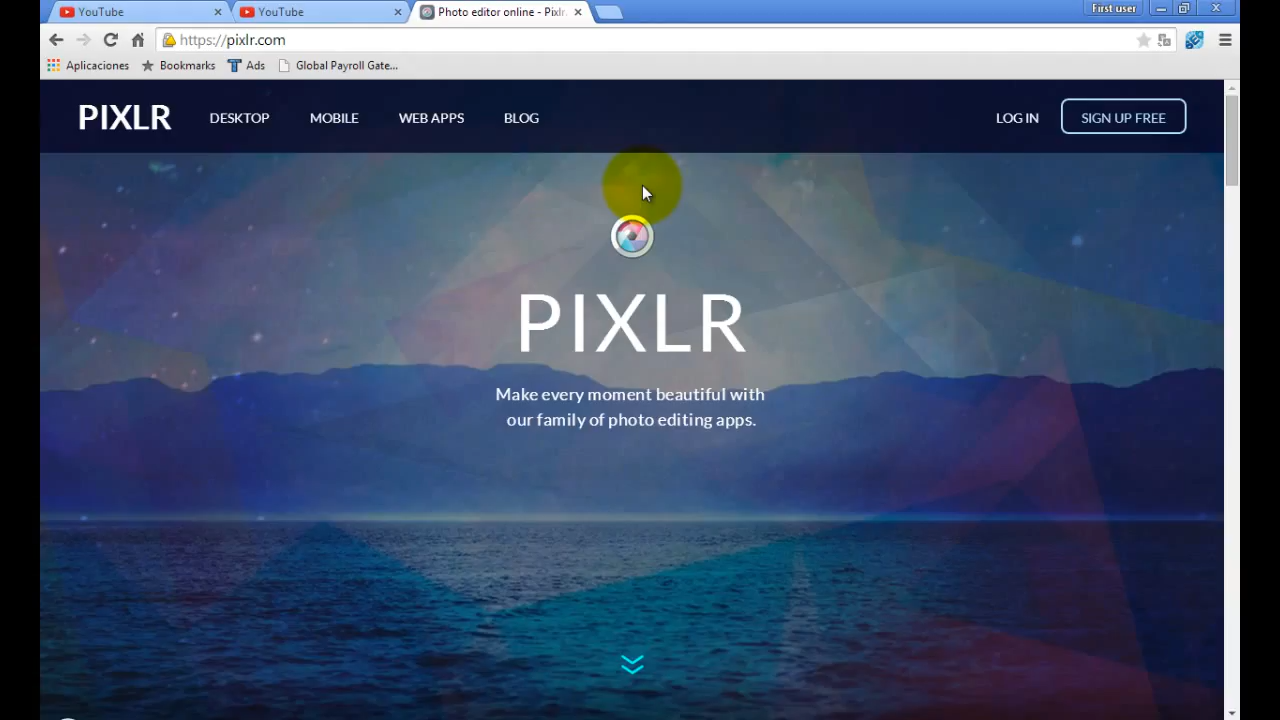 YouTube
YouTube
Photo editor online - Pixlr
First user
https://pixlr.com
Aplicaciones
Bookmarks
Ads
Global Payroll Gate...
PIXLR
DESKTOP
MOBILE
WEB APPS
BLOG
LOG IN
SIGN UP FREE
PIXLR
Make every moment beautiful with
our family of photo editing apps.